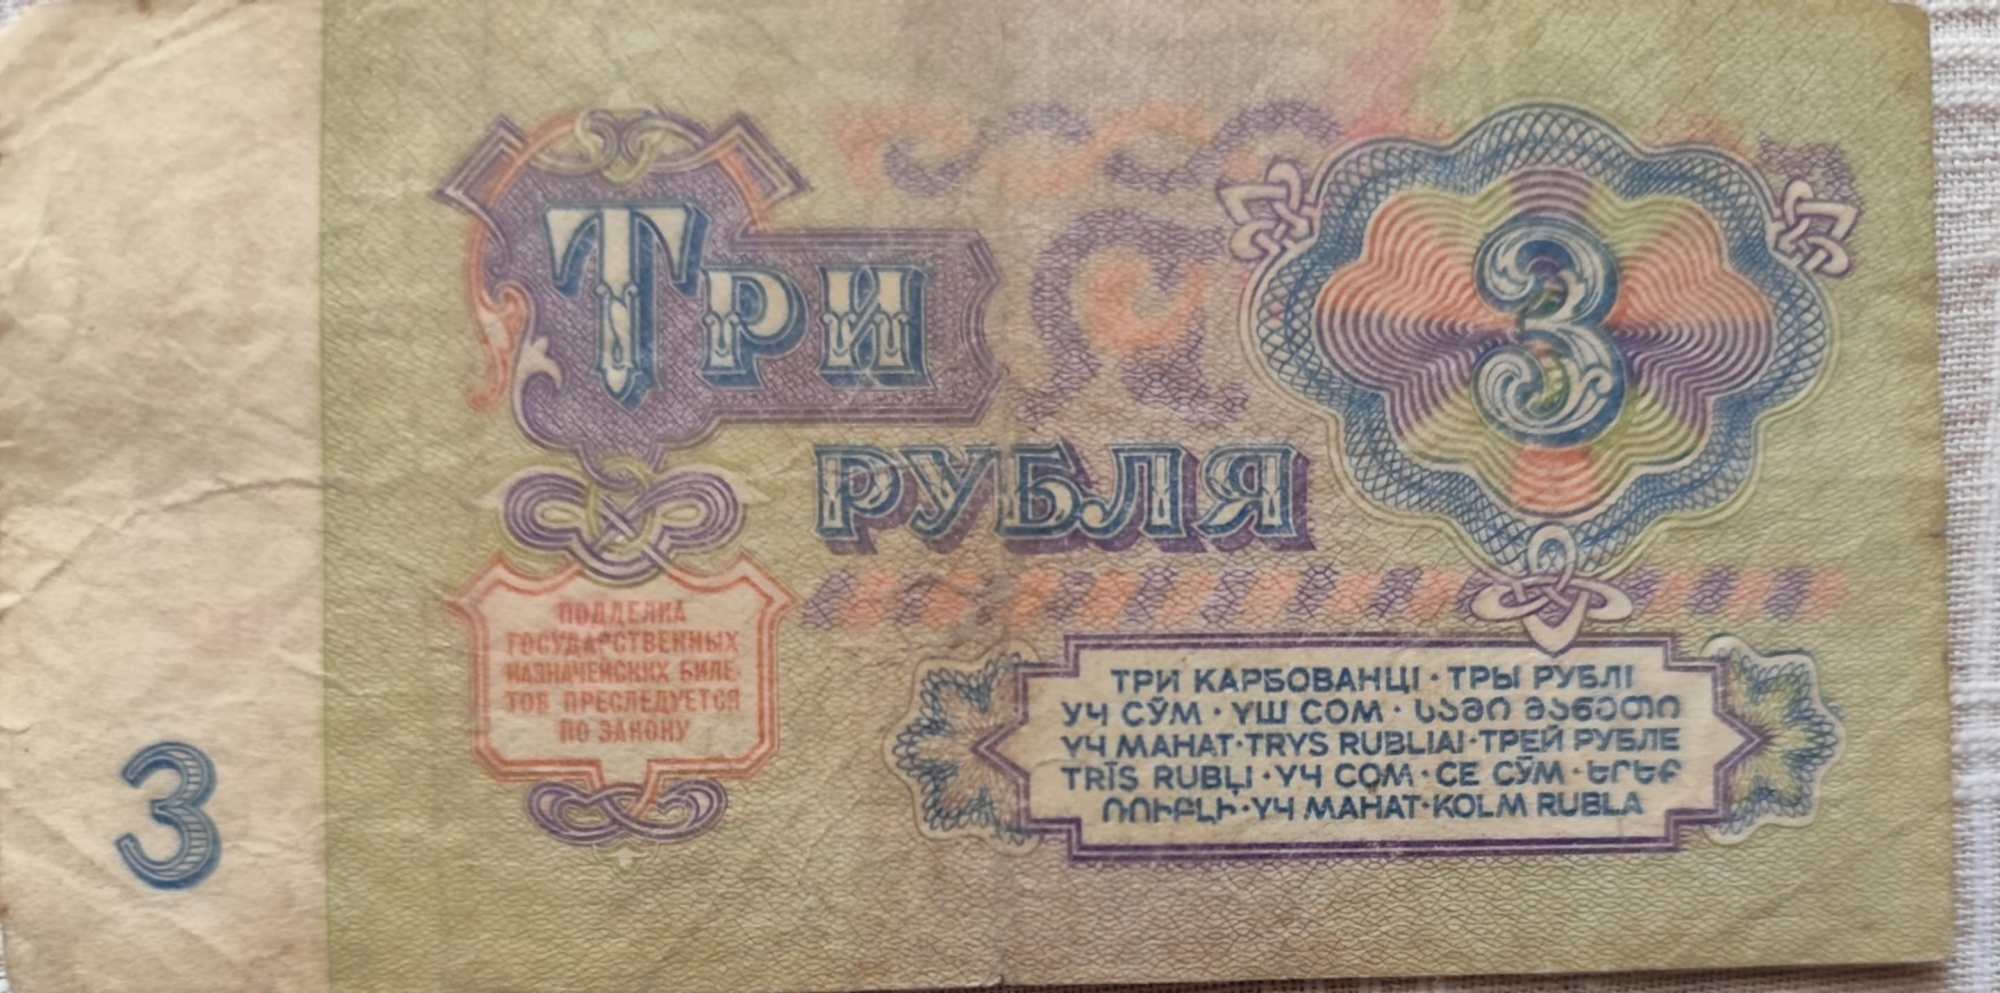 ТРИ
РУБЛЯ
3
ПОДДЕЛКА
ГОСУДАРСТВЕННЫХ
КАЗНАЧЕЙСКИХ БИЛЕ-
ТОВ ПРЕСЛЕДУЕТСЯ
ПО ЗАКОНУ
ТРИ КАРБОВАНЦІ · ТРЫ РУБЛІ
УЧ СЎМ · ҮШ СОМ · ᲡᲐᲛᲘ ᲛᲐᲜᲔᲗᲘ
ҮЧ МАНАТ · TRYS RUBLIAI · ТРЕЙ РУБЛЕ
TRĪS RUBĻI · ҮЧ СОМ · СЕ СӮМ · ԵՐԵՔ
ՌՈՒԲԼԻ · ҮЧ МАНАТ · KOLM RUBLA
3